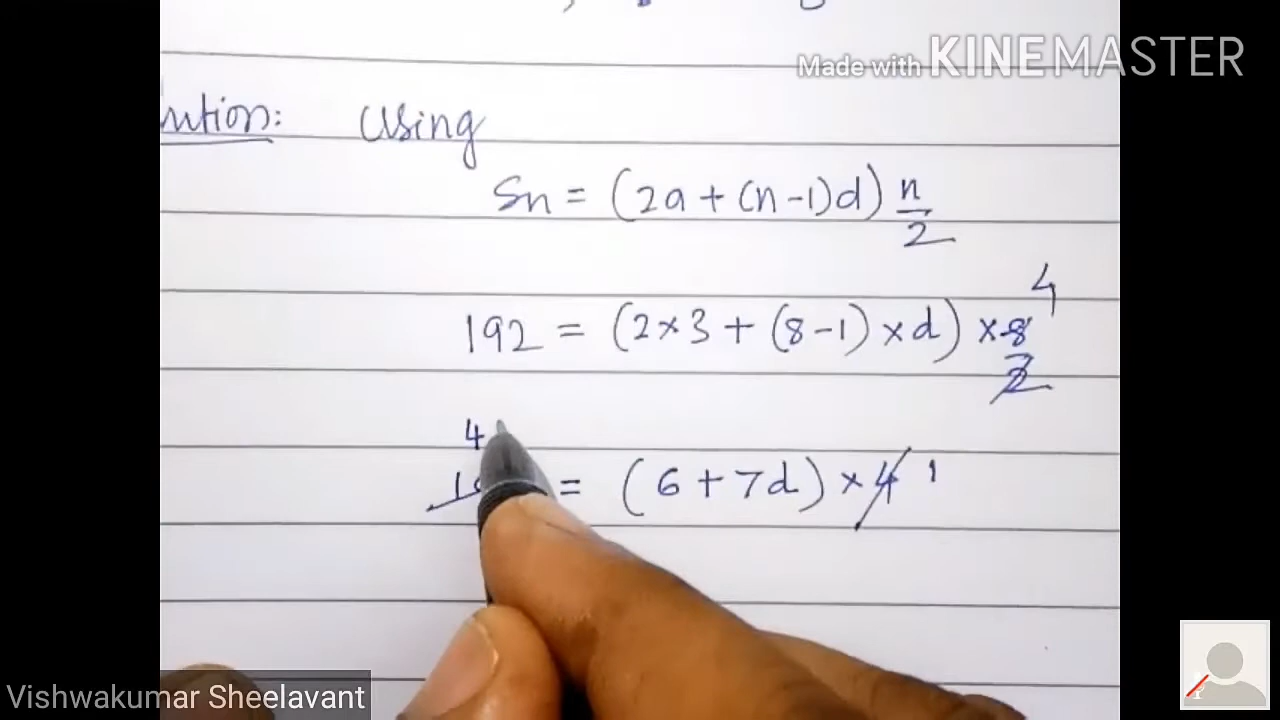 Made with KINEMASTER
lution: Using
Sn = (2a + (n-1)d) n/2
192 = (2×3 + (8-1)×d) ×8/2 4
4
= (6+7d) ×4 1
Vishwakumar Sheelavant